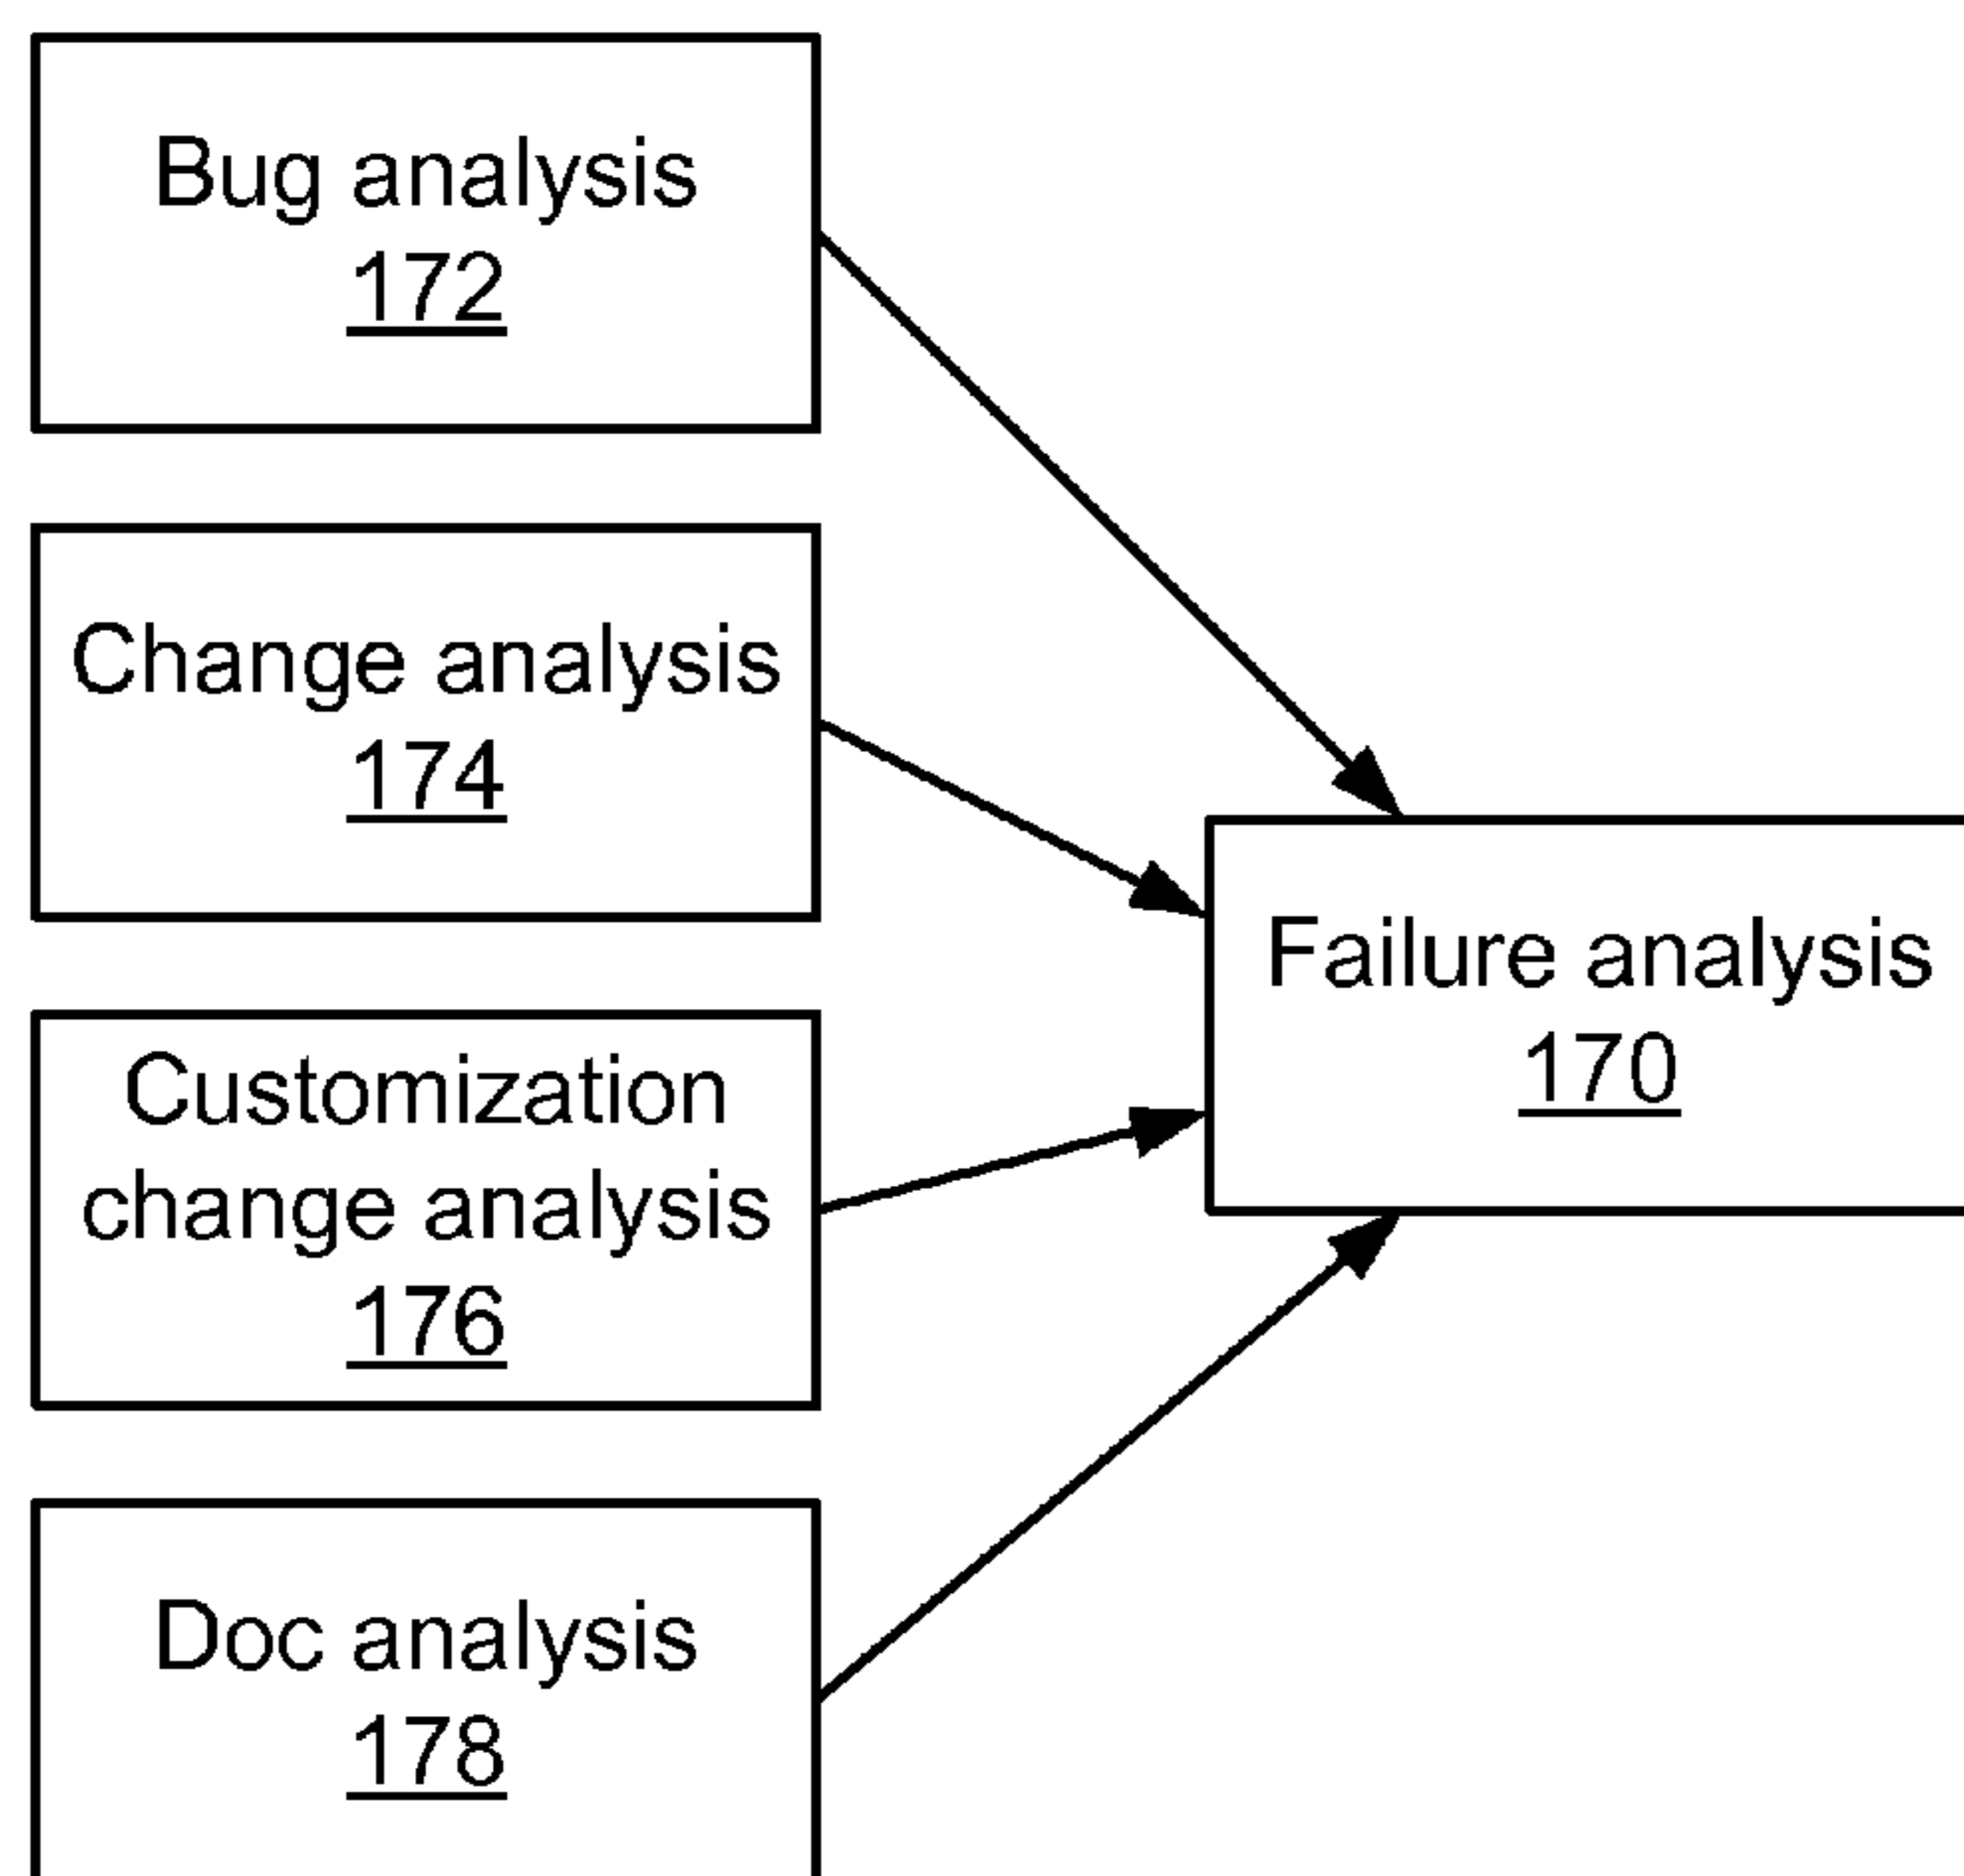 Bug analysis
172
Change analysis
174
Customization
change analysis
176
Doc analysis
178
Failure analysis
170